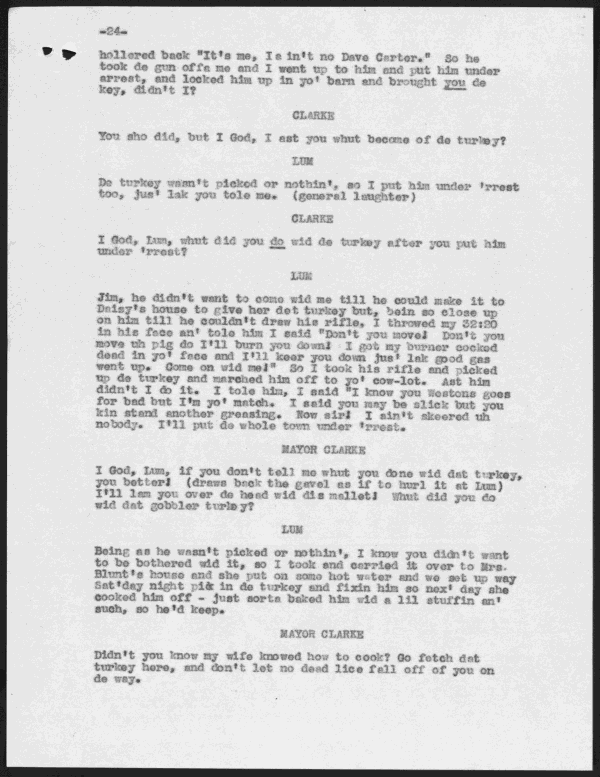 -24-
hollered back "It's me, I a in't no Dave Carter." So he
took de gun offa me and I went up to him and put him under
arrest, and locked him up in yo' barn and brought you de
key, didn't I?
CLARKE
You sho did, but I God, I ast you whut become of de turkey?
LUM
De turkey wasn't picked or nothin', so I put him under 'rrest
too, jus' lak you tole me. (general laughter)
CLARKE
I God, Lum, whut did you do wid de turkey after you put him
under 'rrest?
LUM
Jim, he didn't want to come wid me till he could make it to
Daisy's house to give her det turkey but, bein so close up
on him till he couldn't draw his rifle, I throwed my 32:20
in his face an' tole him I said "Don't you move! Don't you
move uh pig do I'll burn you down! I got my burner cocked
dead in yo' face and I'll keer you down jus' lak good gas
went up. Come on wid me!" So I took his rifle and picked
up de turkey and marched him off to yo' cow-lot. Ast him
didn't I do it. I tole him, I said "I know you Westons goes
for bad but I'm yo' match. I said you may be slick but you
kin stand another greasing. Now sir! I ain't skeered uh
nobody. I'll put de whole town under 'rrest.
MAYOR CLARKE
I God, Lum, if you don't tell me whut you done wid dat turkey,
you better! (draws back the gavel as if to hurl it at Lum)
I'll lam you over de head wid dis mallet! Whut did you do
wid dat gobbler turkey?
LUM
Being as he wasn't picked or nothin', I know you didn't want
to be bothered wid it, so I took and carried it over to Mrs.
Blunt's house and she put on some hot water and we set up way
Sat'day night pick in de turkey and fixin him so nex' day she
cooked him off - just sorta baked him wid a lil stuffin an'
such, so he'd keep.
MAYOR CLARKE
Didn't you know my wife knowed how to cook? Go fetch dat
turkey here, and don't let no dead lice fall off of you on
de way.